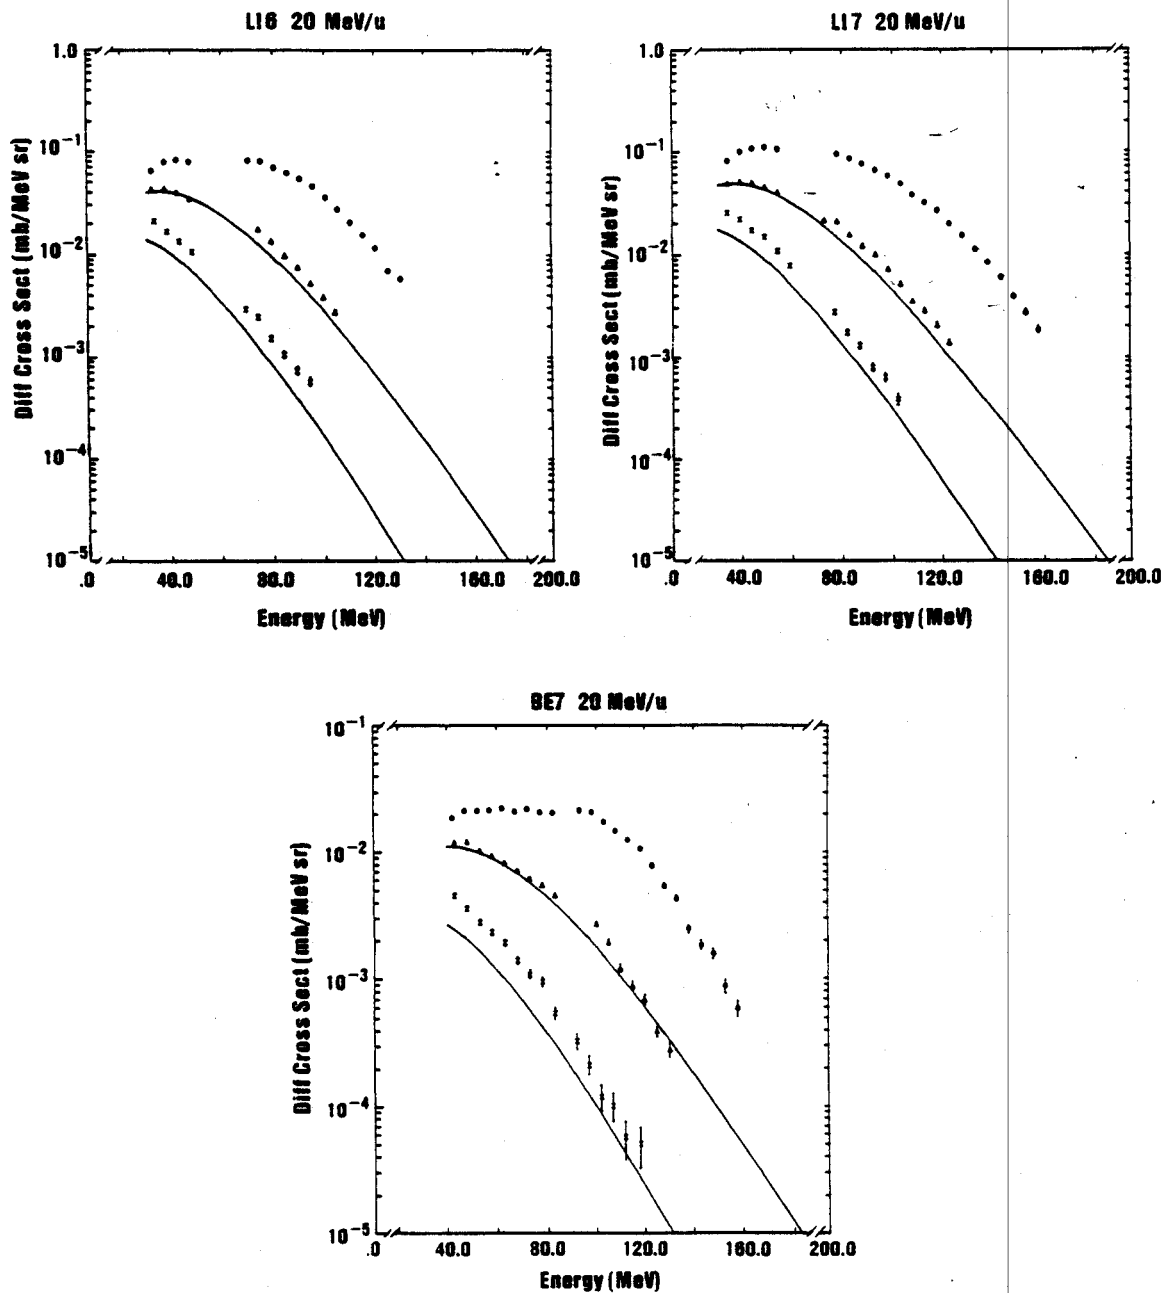 LI6 20 MeV/u
1.0
10-1
10-2
10-3
10-4
10-5
.0 40.0 80.0 120.0 160.0 200.0
Energy (MeV)
Diff Cross Sect (mb/MeV sr)
LI7 20 MeV/u
1.0
10-1
10-2
10-3
10-4
10-5
.0 40.0 80.0 120.0 160.0 200.0
Energy (MeV)
Diff Cross Sect (mb/MeV sr)
BE7 20 MeV/u
10-1
10-2
10-3
10-4
10-5
.0 40.0 80.0 120.0 160.0 200.0
Energy (MeV)
Diff Cross Sect (mb/MeV sr)